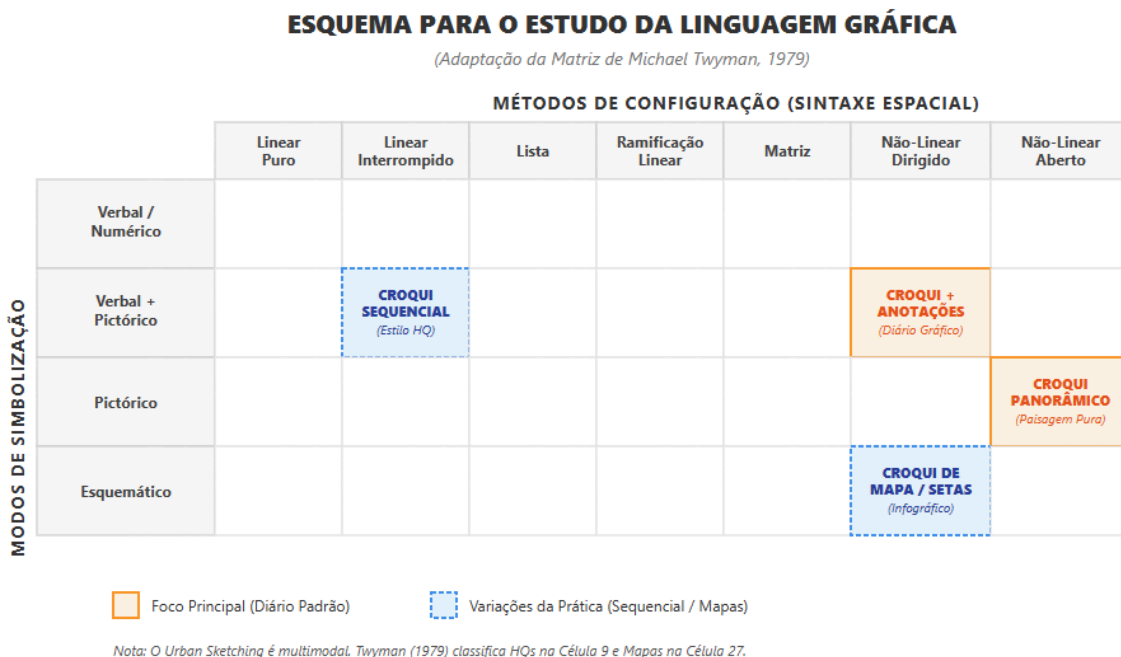 ESQUEMA PARA O ESTUDO DA LINGUAGEM GRÁFICA
(Adaptação da Matriz de Michael Twyman, 1979)
MÉTODOS DE CONFIGURAÇÃO (SINTAXE ESPACIAL)
Linear
Puro
Linear
Interrompido
Lista
Ramificação
Linear
Matriz
Não-Linear
Dirigido
Não-Linear
Aberto
MODOS DE SIMBOLIZAÇÃO
Verbal /
Numérico
Verbal +
Pictórico
CROQUI
SEQUENCIAL
(Estilo HQ)
CROQUI +
ANOTAÇÕES
(Diário Gráfico)
Pictórico
CROQUI
PANORÂMICO
(Paisagem Pura)
Esquemático
CROQUI DE
MAPA / SETAS
(Infográfico)
Foco Principal (Diário Padrão)
Variações da Prática (Sequencial / Mapas)
Nota: O Urban Sketching é multimodal. Twyman (1979) classifica HQs na Célula 9 e Mapas na Célula 27.